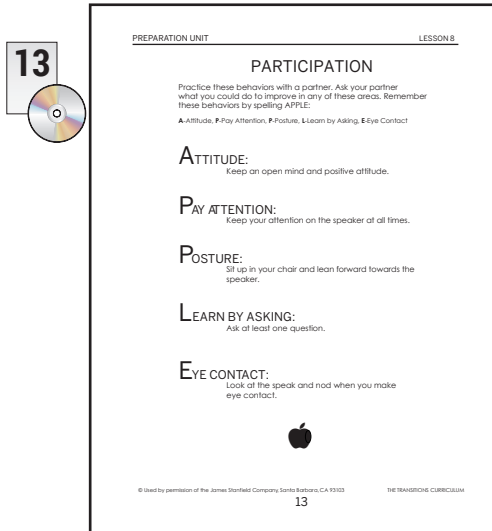 13
PREPARATION UNIT LESSON 8
PARTICIPATION
Practice these behaviors with a partner. Ask your partner
what you could do to improve in any of these areas. Remember
these behaviors by spelling APPLE:
A-Attitude, P-Pay Attention, P-Posture, L-Learn by Asking, E-Eye Contact
ATTITUDE:
Keep an open mind and positive attitude.
PAY ATTENTION:
Keep your attention on the speaker at all times.
POSTURE:
Sit up in your chair and lean forward towards the
speaker.
LEARN BY ASKING:
Ask at least one question.
EYE CONTACT:
Look at the speak and nod when you make
eye contact.
© Used by permission of the James Stanfield Company, Santa Barbara, CA 93103 THE TRANSITIONS CURRICULUM
13